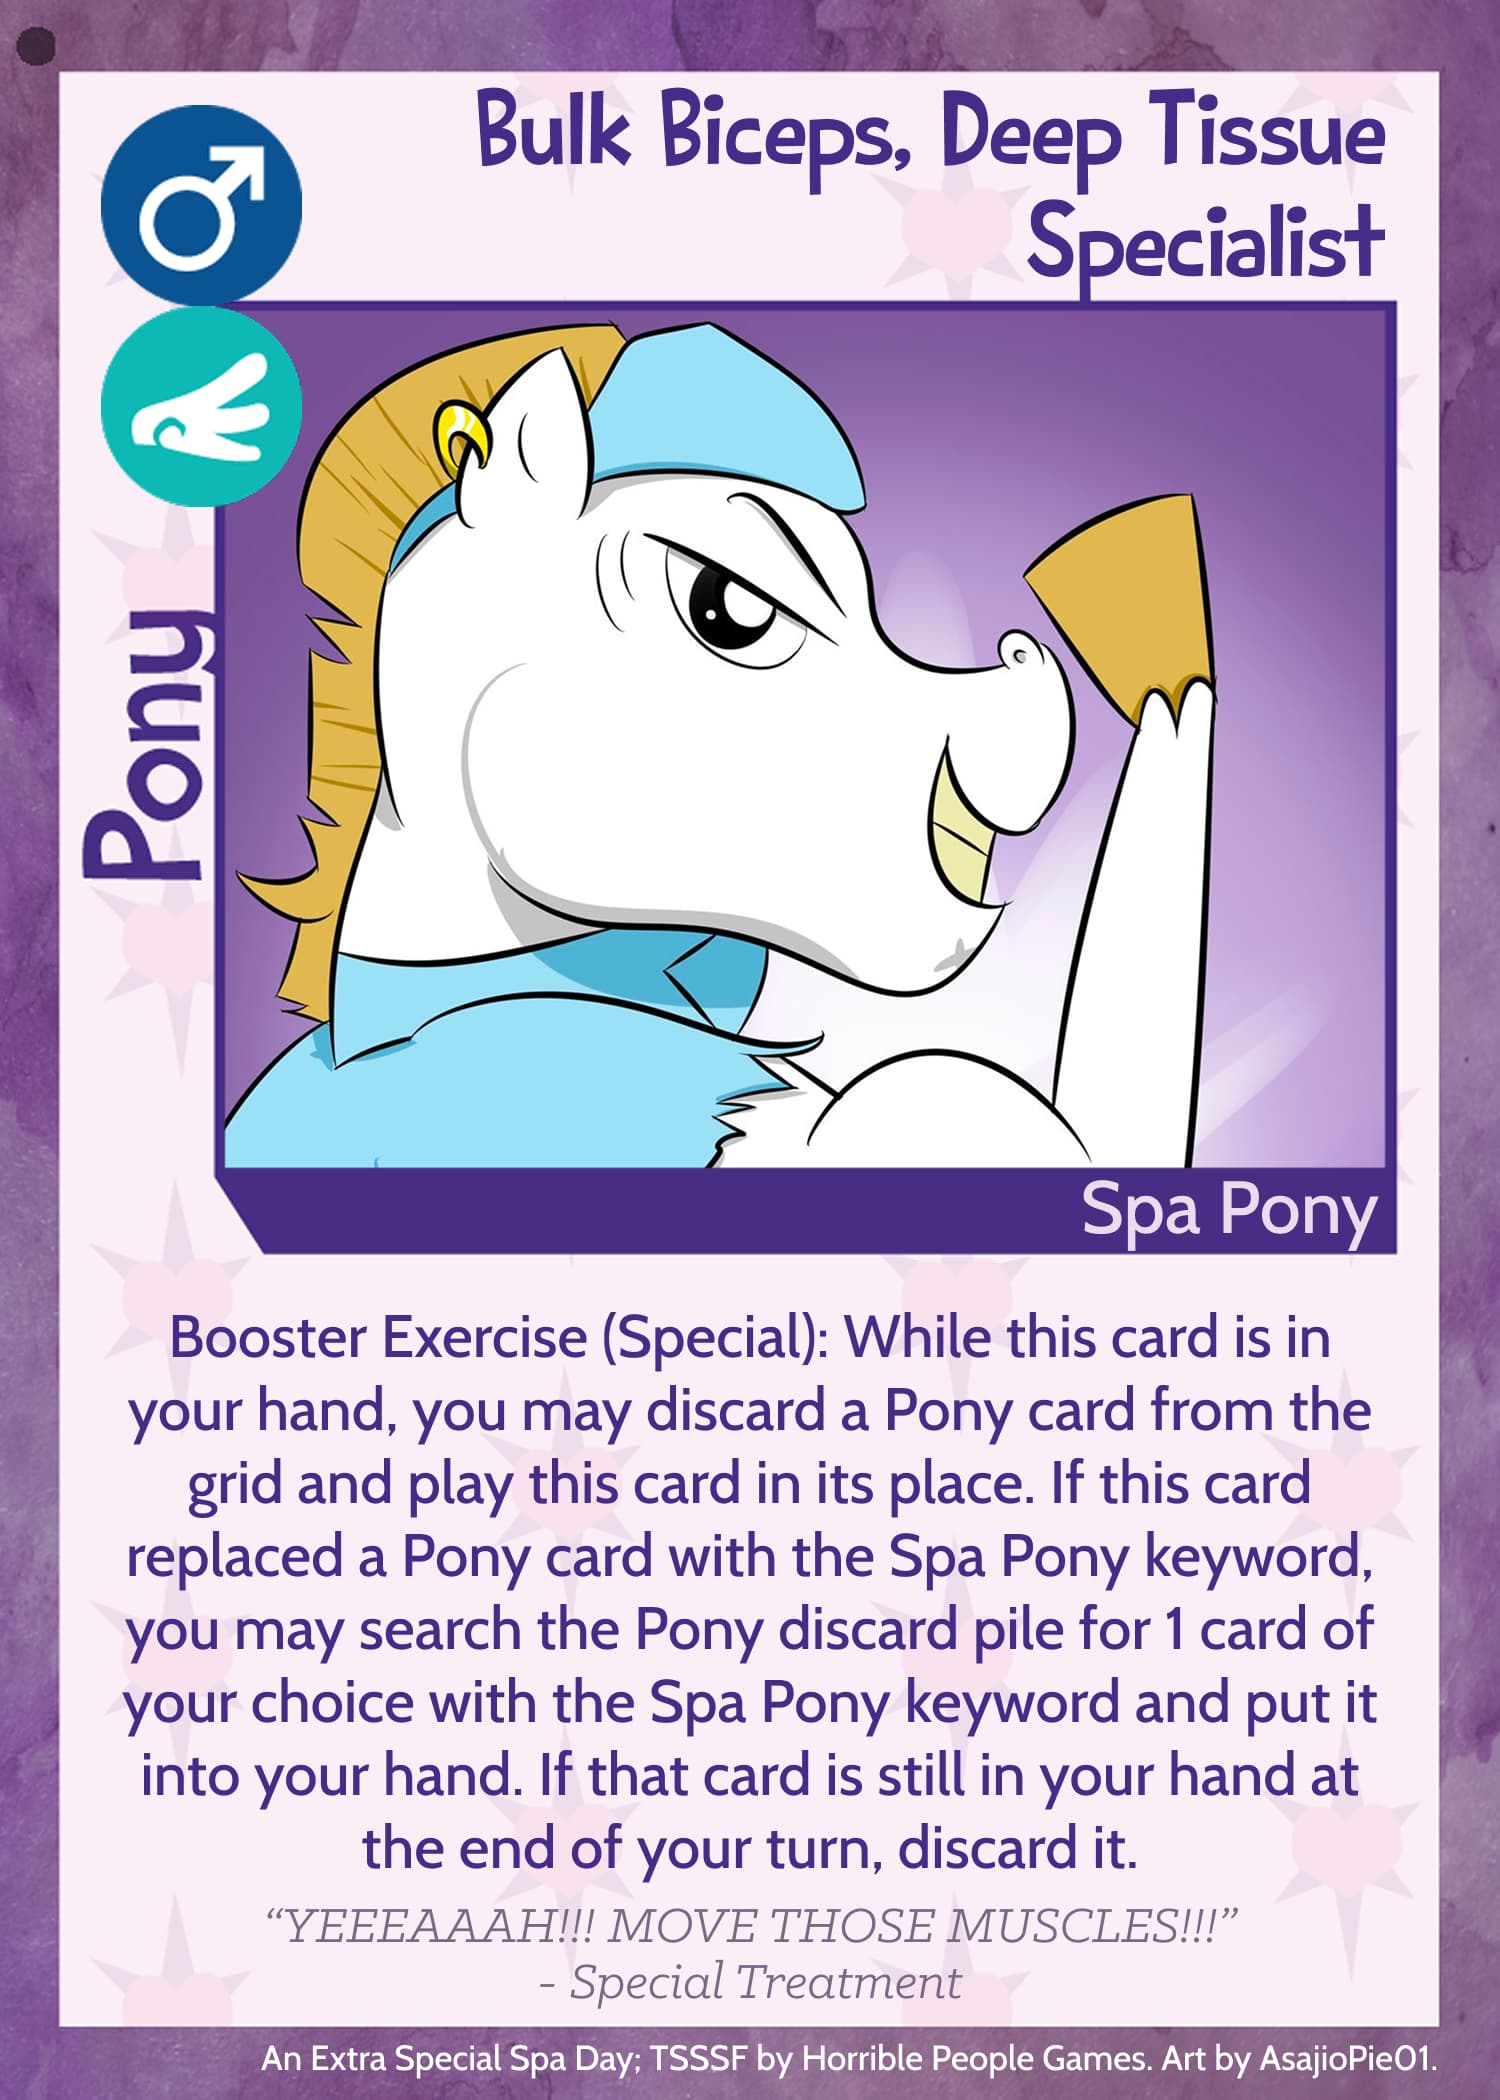 Bulk Biceps, Deep Tissue
Specialist
Pony
Spa Pony
Booster Exercise (Special): While this card is in
your hand, you may discard a Pony card from the
grid and play this card in its place. If this card
replaced a Pony card with the Spa Pony keyword,
you may search the Pony discard pile for 1 card of
your choice with the Spa Pony keyword and put it
into your hand. If that card is still in your hand at
the end of your turn, discard it.
“YEEEAAAH!!! MOVE THOSE MUSCLES!!!”
- Special Treatment
An Extra Special Spa Day; TSSSF by Horrible People Games. Art by AsajioPie01.